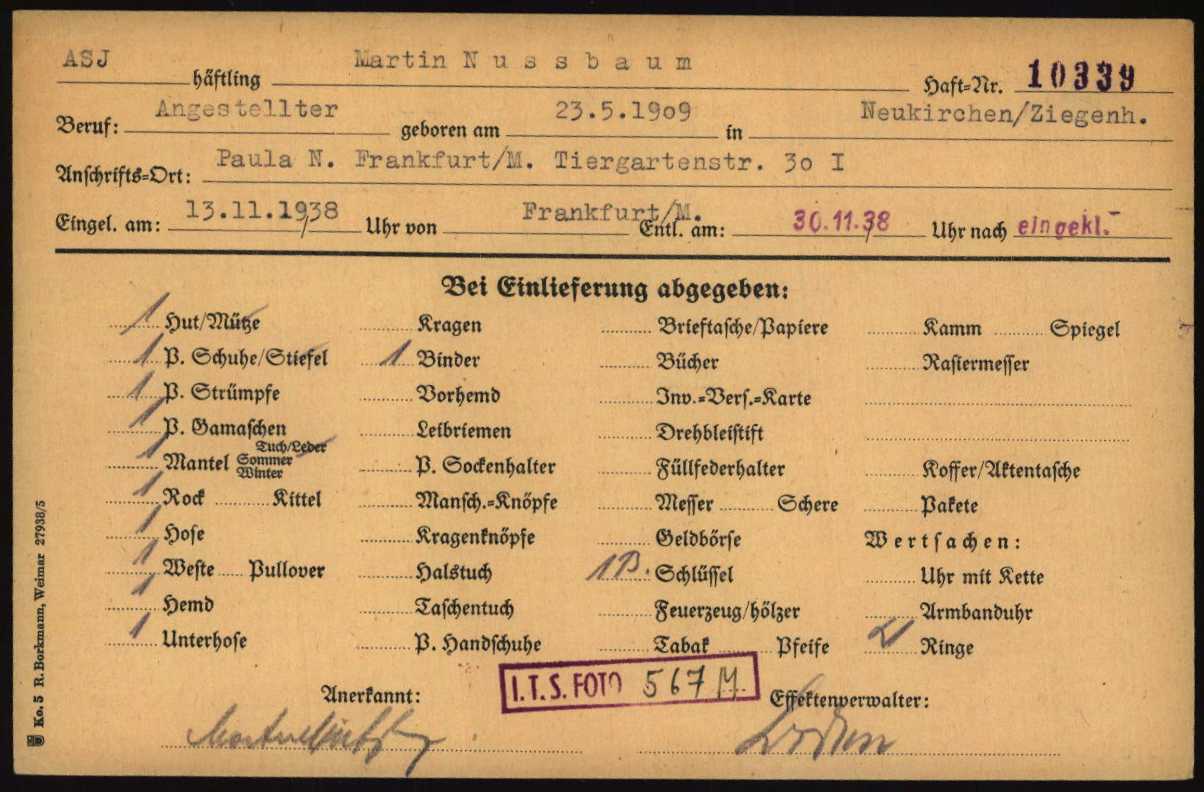 ASJ häftling Martin N u s s b a u m Haft-Nr. 10339
Beruf: Angestellter geboren am 23.5.19o9 in Neukirchen/Ziegenh.
Anschrifts-Ort: Paula N. Frankfurt/M. Tiergartenstr. 3o I
Eingel. am: 13.11.1938 / Uhr von Frankfurt/M. Entl. am: 30.11.38 / Uhr nach eingekl.
Bei Einlieferung abgegeben:
1 Hut/Mütze Kragen Brieftasche/Papiere Kamm Spiegel
1 P. Schuhe/Stiefel 1 Binder Bücher Rasiermesser
1 P. Strümpfe Vorhemd Inv.-Vers.-Karte
1 P. Gamaschen Leibriemen Drehbleistift
1 Mantel Tuch/Leder Sommer Winter P. Sockenhalter Füllfederhalter Koffer/Aktentasche
1 Rock Kittel Mansch.-Knöpfe Messer Schere Pakete
1 Hose Kragenknöpfe Geldbörse Wertsachen:
1 Weste Pullover Halstuch 1 B. Schlüssel Uhr mit Kette
1 Hemd Taschentuch Feuerzeug/hölzer Armbanduhr
1 Unterhose P. Handschuhe Tabak Pfeife Ringe
I.T.S. FOTO 567 M.
Anerkannt: Effektenverwalter:
Ko. 5 R. Borkmann, Weimar 27938/5